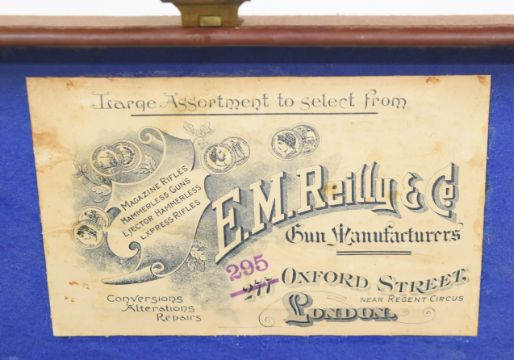 Large Assortment to select from
MAGAZINE RIFLES
HAMMERLESS GUNS
EJECTOR HAMMERLESS
EXPRESS RIFLES
E.M. Reilly & Co
Gun Manufacturers
295
277 OXFORD STREET,
NEAR REGENT CIRCUS
LONDON.
Conversions
Alterations
Repairs